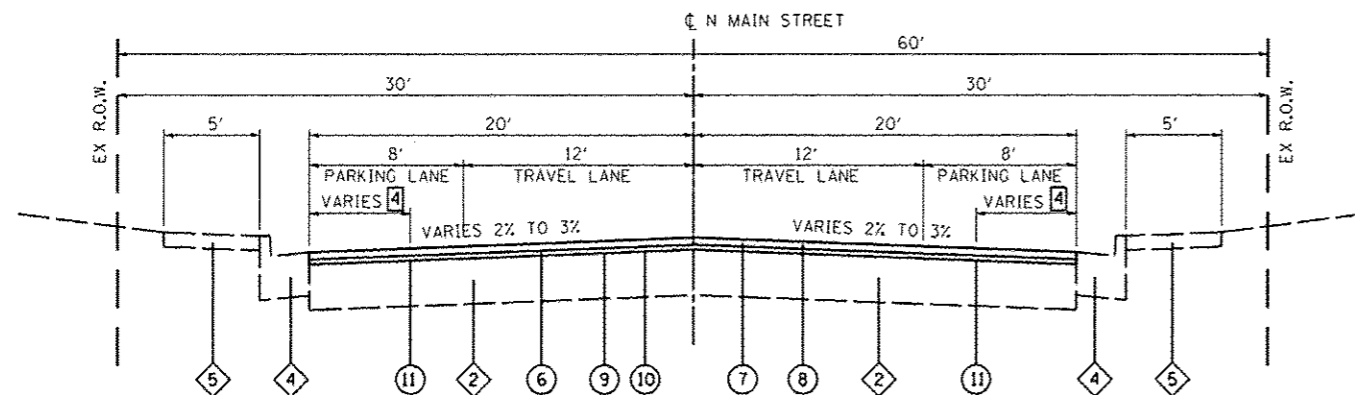 ℄ N MAIN STREET
60'
30' 30'
EX R.O.W. EX R.O.W.
5' 20' 20' 5'
8' 12' 12' 8'
PARKING LANE TRAVEL LANE TRAVEL LANE PARKING LANE
VARIES 4 VARIES 4
VARIES 2% TO 3% VARIES 2% TO 3%
5 4 11 2 6 9 10 7 8 2 11 4 5